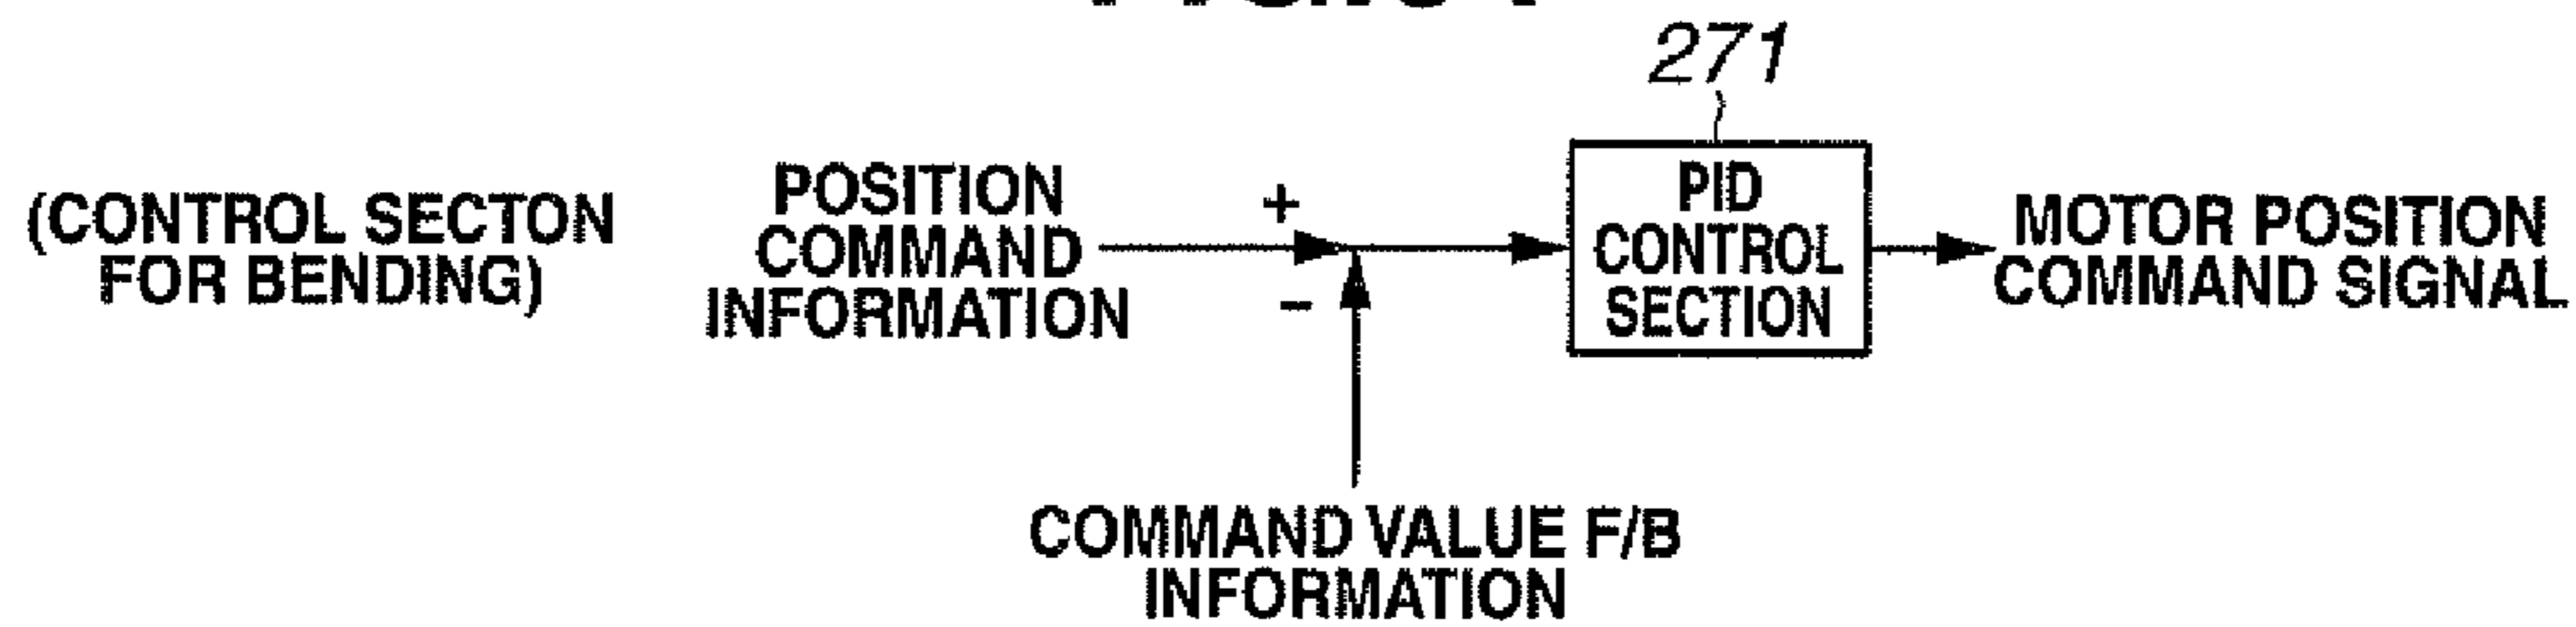 271
(CONTROL SECTON
FOR BENDING)
POSITION
COMMAND
INFORMATION
+
−
PID
CONTROL
SECTION
MOTOR POSITION
COMMAND SIGNAL
COMMAND VALUE F/B
INFORMATION